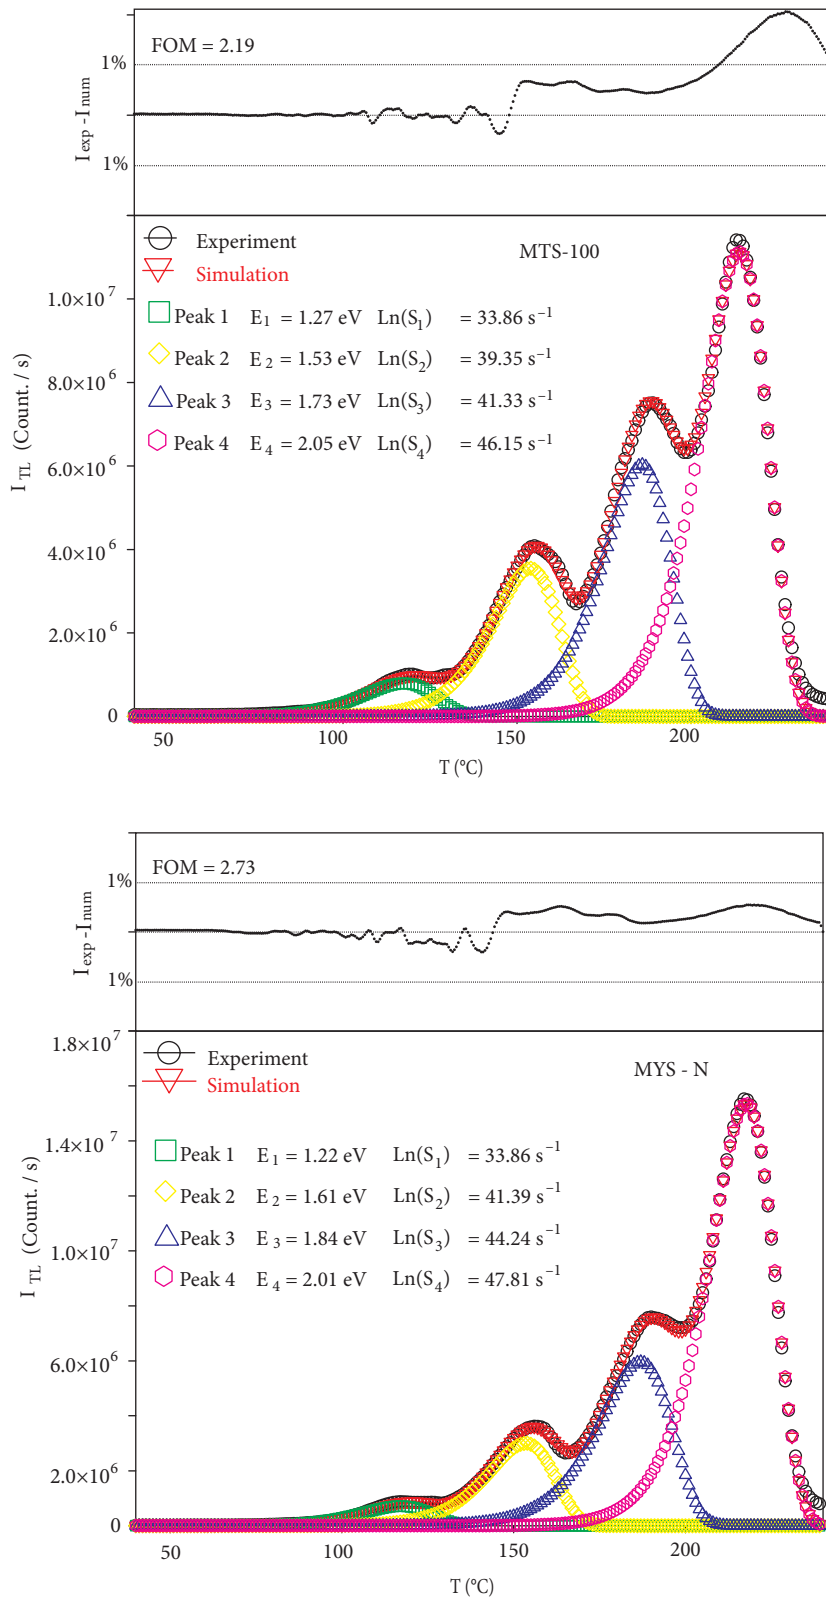 FOM = 2.19
1%
1%
I exp - I num
Experiment
MTS-100
Simulation
Peak 1 E1 = 1.27 eV Ln(S1) = 33.86 s−1
Peak 2 E2 = 1.53 eV Ln(S2) = 39.35 s−1
Peak 3 E3 = 1.73 eV Ln(S3) = 41.33 s−1
Peak 4 E4 = 2.05 eV Ln(S4) = 46.15 s−1
1.0×10^7
8.0×10^6
6.0×10^6
4.0×10^6
2.0×10^6
0
I TL (Count. / s)
50 100 150 200
T (°C)
FOM = 2.73
1%
1%
I exp - I num
1.8×10^7
Experiment
MYS - N
Simulation
Peak 1 E1 = 1.22 eV Ln(S1) = 33.86 s−1
Peak 2 E2 = 1.61 eV Ln(S2) = 41.39 s−1
Peak 3 E3 = 1.84 eV Ln(S3) = 44.24 s−1
Peak 4 E4 = 2.01 eV Ln(S4) = 47.81 s−1
1.4×10^7
1.0×10^7
6.0×10^6
2.0×10^6
0
I TL (Count. / s)
50 100 150 200
T (°C)